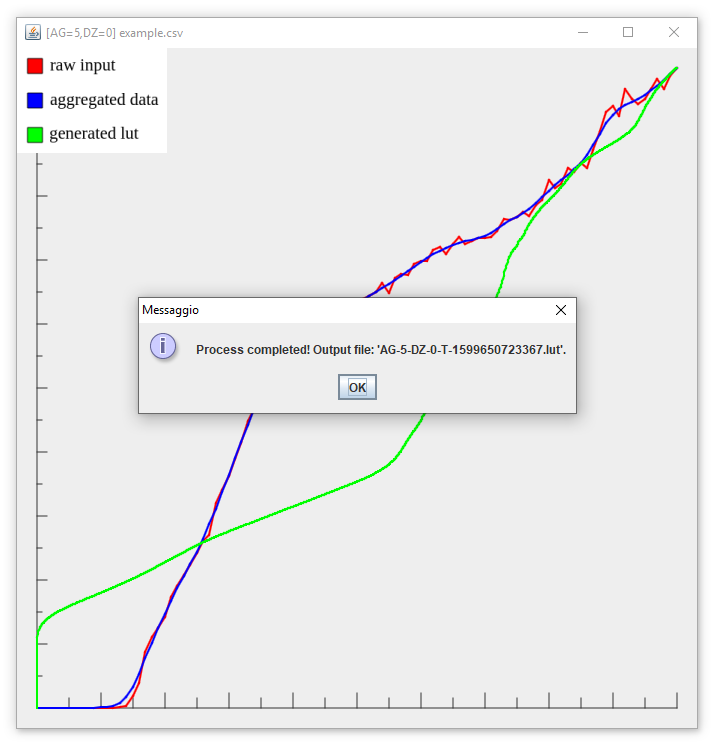 [AG=5,DZ=0] example.csv
raw input
aggregated data
generated lut
Messaggio
Process completed! Output file: 'AG-5-DZ-0-T-1599650723367.lut'.
OK